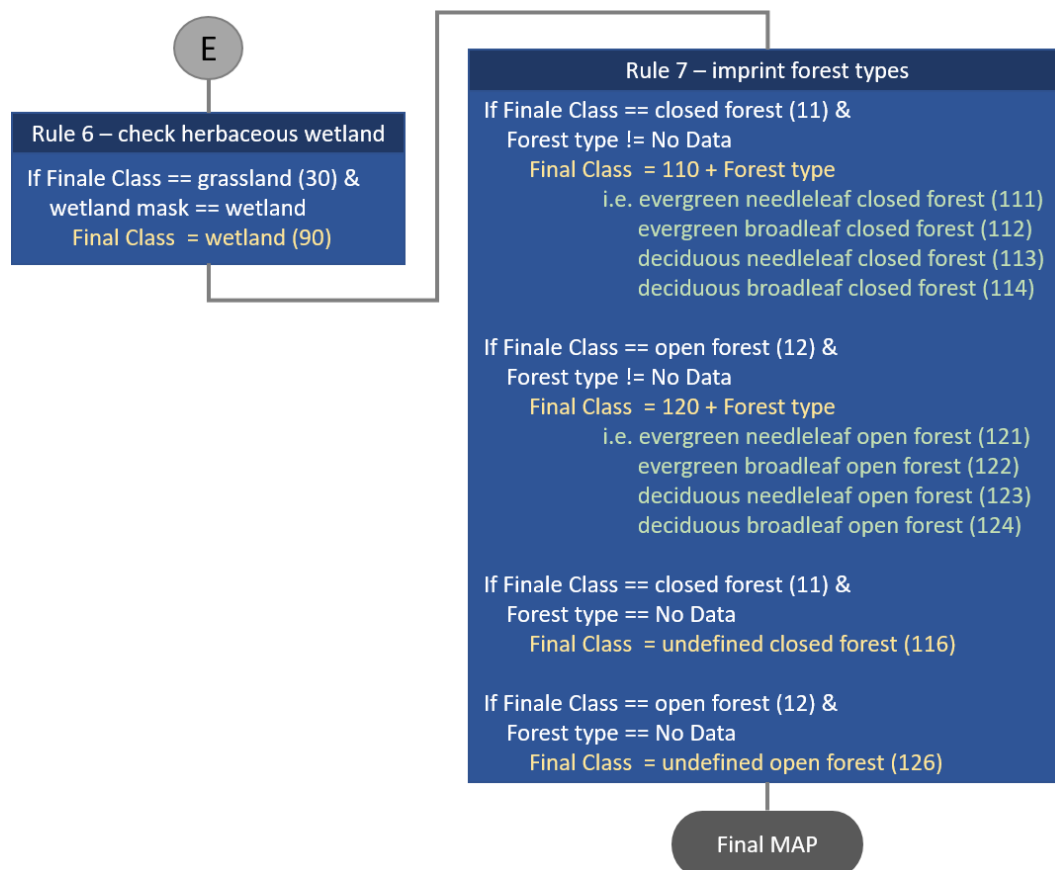 E
Rule 6 – check herbaceous wetland
If Finale Class == grassland (30) &
wetland mask == wetland
Final Class = wetland (90)
Rule 7 – imprint forest types
If Finale Class == closed forest (11) &
Forest type != No Data
Final Class = 110 + Forest type
i.e. evergreen needleleaf closed forest (111)
evergreen broadleaf closed forest (112)
deciduous needleleaf closed forest (113)
deciduous broadleaf closed forest (114)
If Finale Class == open forest (12) &
Forest type != No Data
Final Class = 120 + Forest type
i.e. evergreen needleleaf open forest (121)
evergreen broadleaf open forest (122)
deciduous needleleaf open forest (123)
deciduous broadleaf open forest (124)
If Finale Class == closed forest (11) &
Forest type == No Data
Final Class = undefined closed forest (116)
If Finale Class == open forest (12) &
Forest type == No Data
Final Class = undefined open forest (126)
Final MAP